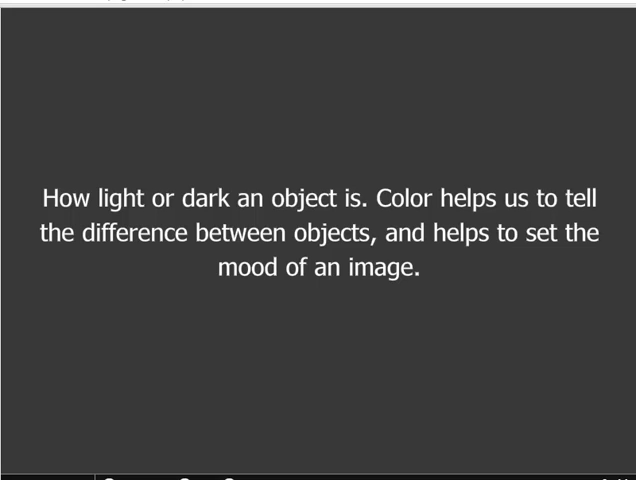 How light or dark an object is. Color helps us to tell
the difference between objects, and helps to set the
mood of an image.